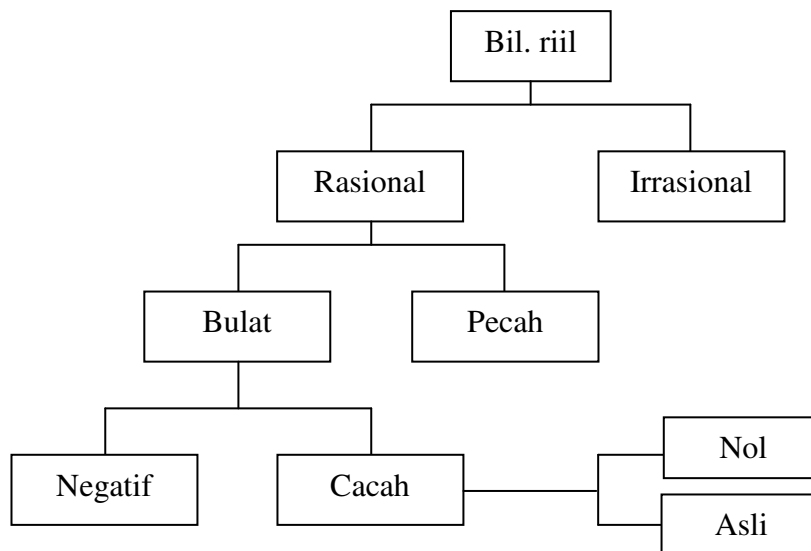 Bil. riil
Rasional
Irrasional
Bulat
Pecah
Negatif
Cacah
Nol
Asli